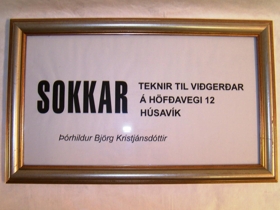 SOKKAR TEKNIR TIL VIÐGERÐAR
Á HÖFÐAVEGI 12
HÚSAVÍK
Þórhildur Björg Kristjánsdóttir